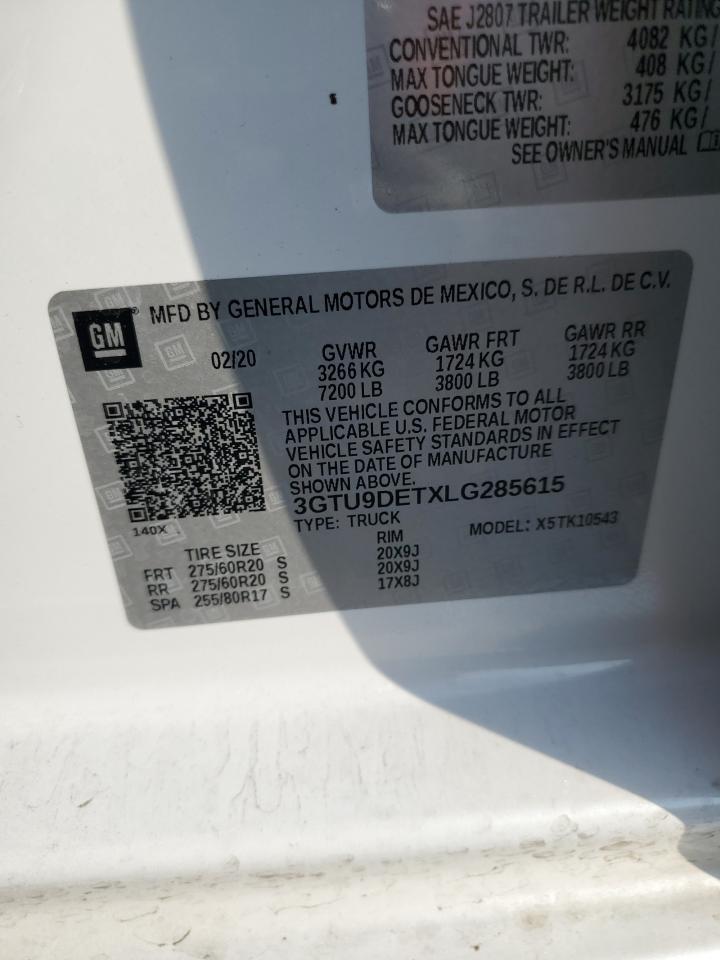 SAE J2807 TRAILER WEIGHT RATING
CONVENTIONAL TWR: 4082 KG/
MAX TONGUE WEIGHT: 408 KG/
GOOSENECK TWR: 3175 KG/
MAX TONGUE WEIGHT: 476 KG/
SEE OWNER'S MANUAL
GM® MFD BY GENERAL MOTORS DE MEXICO, S. DE R.L. DE C.V.
02/20 GVWR GAWR FRT GAWR RR
3266 KG 1724 KG 1724 KG
7200 LB 3800 LB 3800 LB
THIS VEHICLE CONFORMS TO ALL
APPLICABLE U.S. FEDERAL MOTOR
VEHICLE SAFETY STANDARDS IN EFFECT
ON THE DATE OF MANUFACTURE
SHOWN ABOVE.
3GTU9DETXLG285615
140X TYPE: TRUCK MODEL: X5TK10543
TIRE SIZE RIM
FRT 275/60R20 S 20X9J
RR 275/60R20 S 20X9J
SPA 255/80R17 S 17X8J